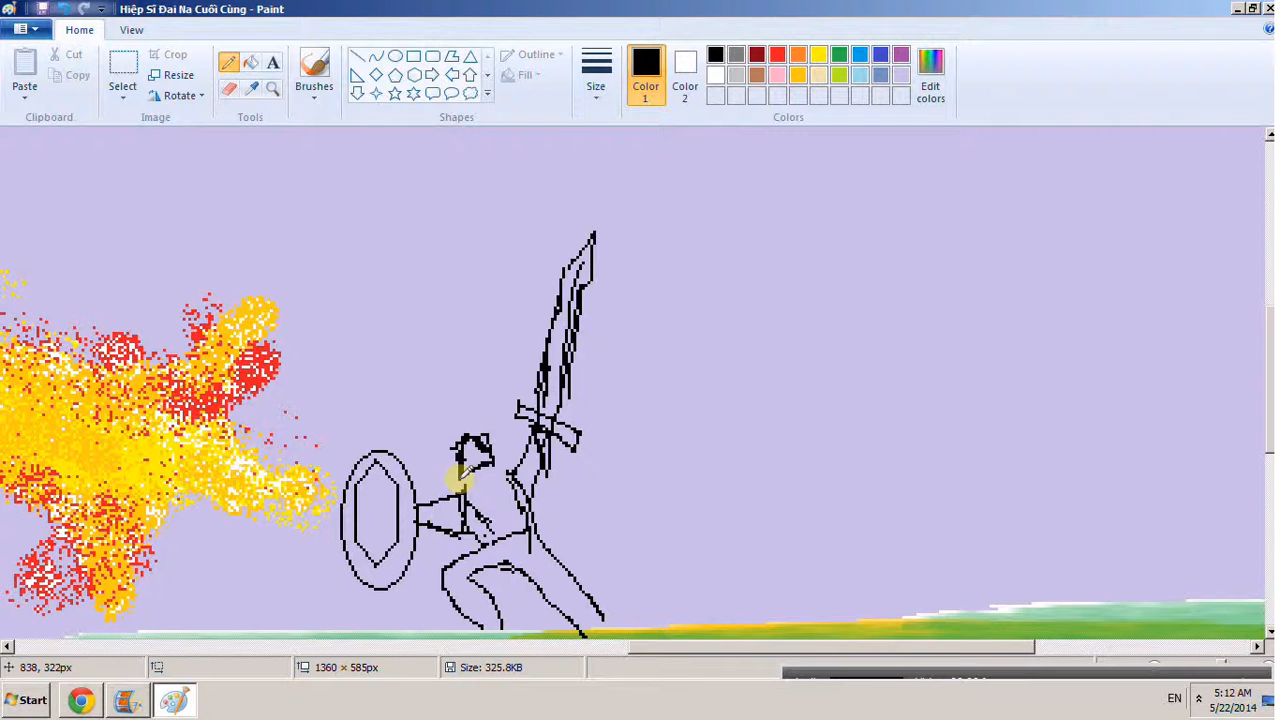 Hiệp Sĩ Đai Na Cuối Cùng - Paint
Home View
Paste
Cut
Copy
Clipboard
Select
Crop
Resize
Rotate
Image
A
Tools
Brushes
Outline
Fill
Shapes
Size
Color 1
Color 2
Edit colors
Colors
838, 322px
1360 × 585px
Size: 325.8KB
Start
EN
5:12 AM
5/22/2014